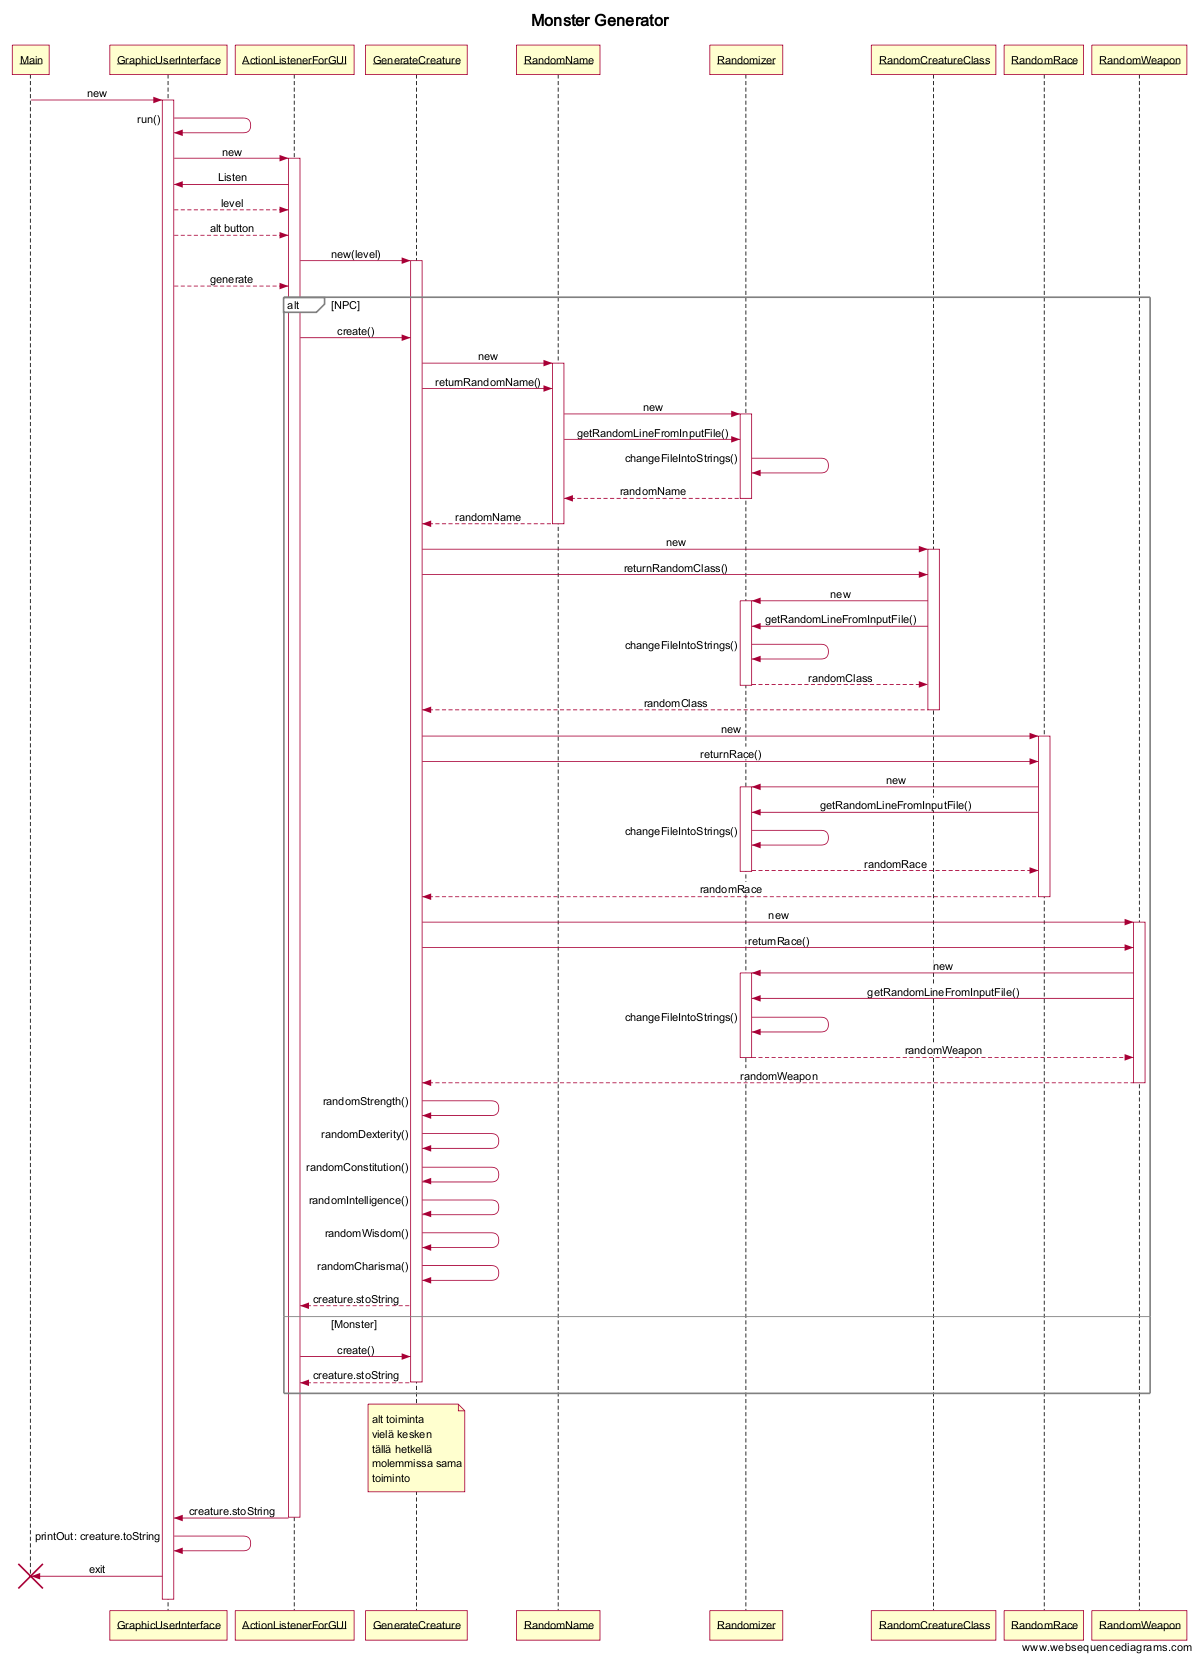 Monster Generator
Main
GraphicUserInterface
ActionListenerForGUI
GenerateCreature
RandomName
Randomizer
RandomCreatureClass
RandomRace
RandomWeapon
new
run()
new
Listen
level
alt button
new(level)
generate
alt [NPC]
create()
new
returnRandomName()
new
getRandomLineFromInputFile()
changeFileIntoStrings()
randomName
randomName
new
returnRandomClass()
new
getRandomLineFromInputFile()
changeFileIntoStrings()
randomClass
randomClass
new
returnRace()
new
getRandomLineFromInputFile()
changeFileIntoStrings()
randomRace
randomRace
new
returnRace()
new
getRandomLineFromInputFile()
changeFileIntoStrings()
randomWeapon
randomWeapon
randomStrength()
randomDexterity()
randomConstitution()
randomIntelligence()
randomWisdom()
randomCharisma()
creature.stoString
[Monster]
create()
creature.stoString
alt toiminta
vielä kesken
tällä hetkellä
molemmissa sama
toiminto
creature.stoString
printOut: creature.toString
exit
GraphicUserInterface
ActionListenerForGUI
GenerateCreature
RandomName
Randomizer
RandomCreatureClass
RandomRace
RandomWeapon
www.websequencediagrams.com